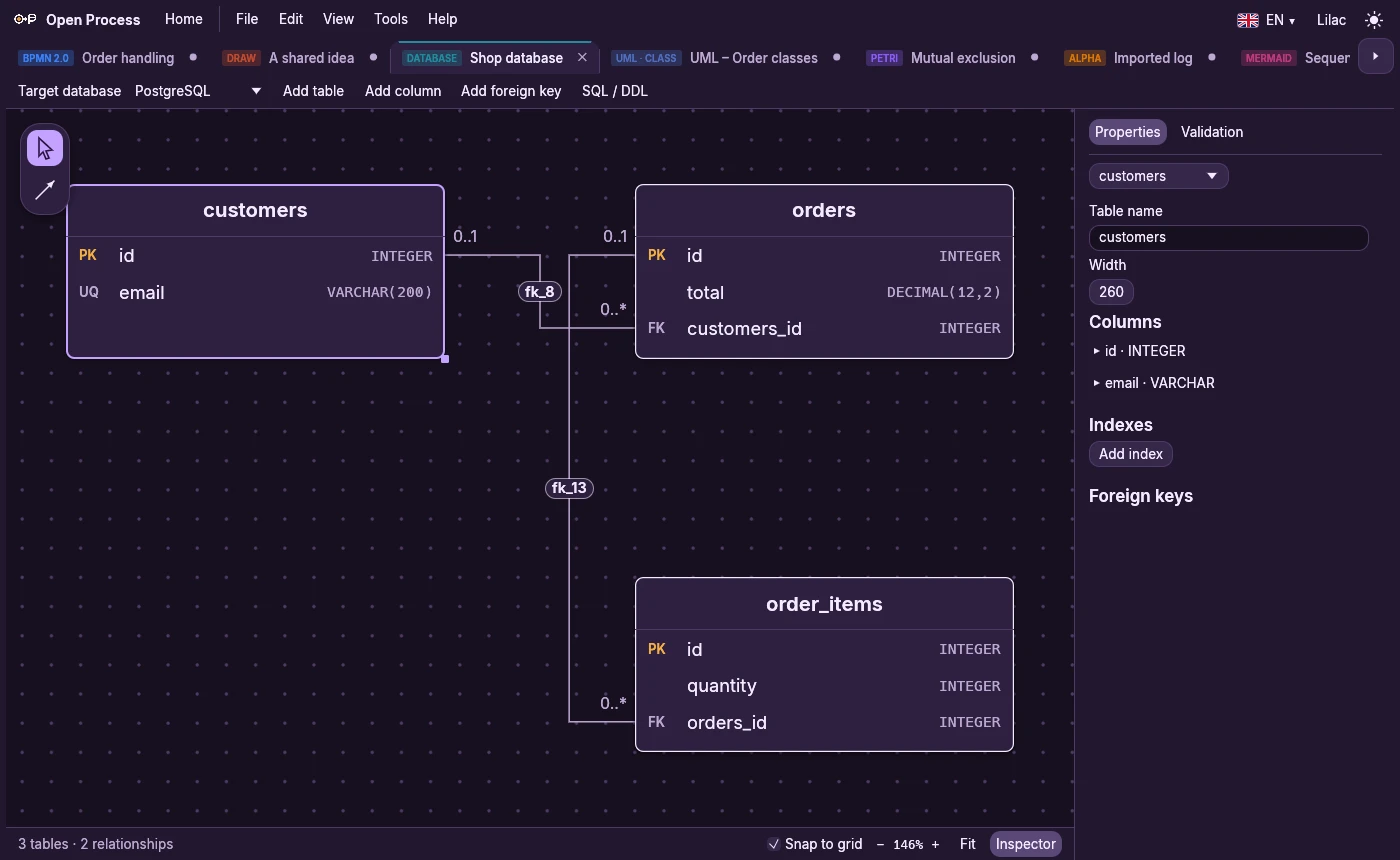 Open Process Home File Edit View Tools Help EN Lilac
BPMN 2.0 Order handling DRAW A shared idea DATABASE Shop database UML · CLASS UML – Order classes PETRI Mutual exclusion ALPHA Imported log MERMAID Sequer
Target database PostgreSQL Add table Add column Add foreign key SQL / DDL
Properties Validation
customers
Table name
customers
Width
260
Columns
id · INTEGER
email · VARCHAR
Indexes
Add index
Foreign keys
customers
PK id INTEGER
UQ email VARCHAR(200)
0..1
fk_8
0..1
0..*
orders
PK id INTEGER
total DECIMAL(12,2)
FK customers_id INTEGER
fk_13
0..*
order_items
PK id INTEGER
quantity INTEGER
FK orders_id INTEGER
3 tables · 2 relationships Snap to grid − 146% + Fit Inspector